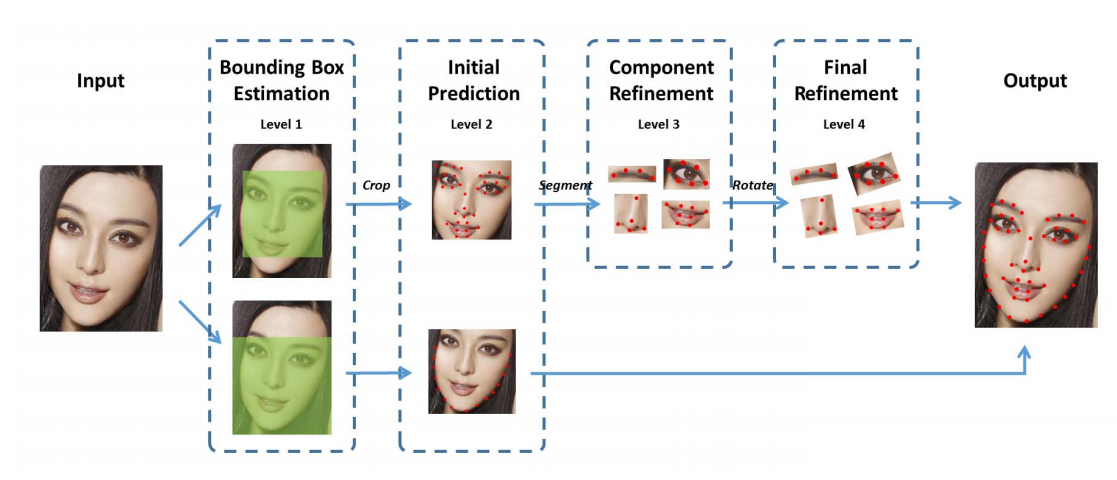 Input
Bounding Box
Estimation
Level 1
Crop
Initial
Prediction
Level 2
Segment
Component
Refinement
Level 3
Rotate
Final
Refinement
Level 4
Output